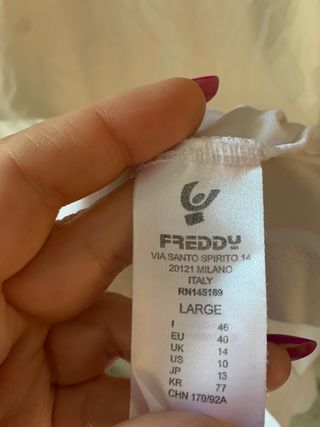 FREDDY
VIA SANTO SPIRITO 14
20121 MILANO
ITALY
RN145169
LARGE
I 46
EU 40
UK 14
US 10
JP 13
KR 77
CHN 170/92A